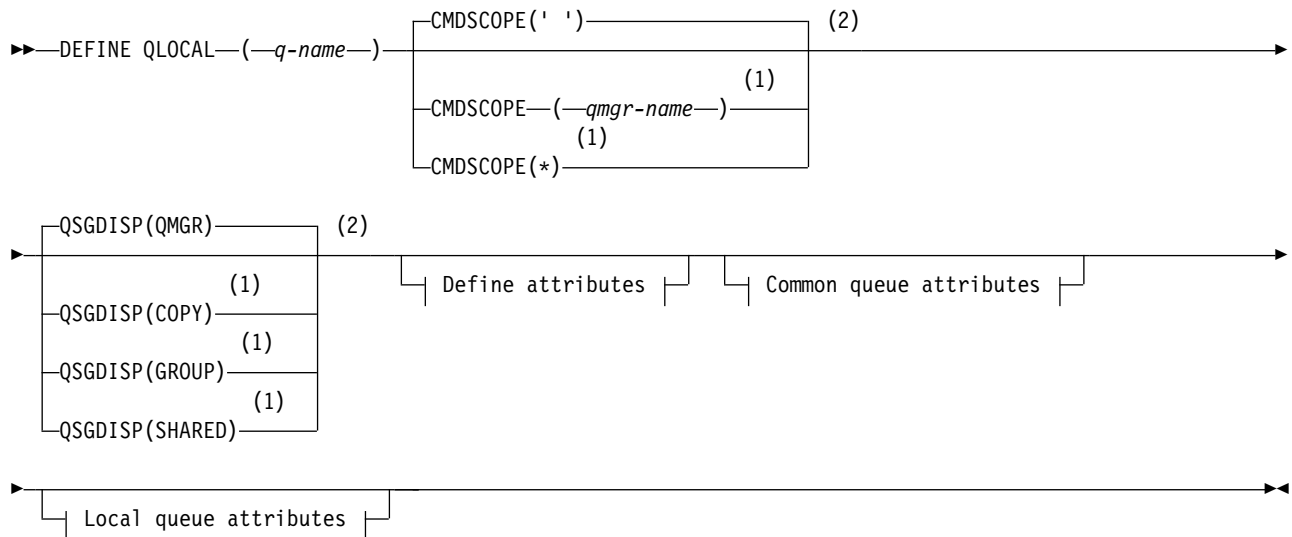 CMDSCOPE(' ') (2)
DEFINE QLOCAL ( q-name )
(1)
CMDSCOPE ( qmgr-name )
(1)
CMDSCOPE(*)
QSGDISP(QMGR) (2)
Define attributes Common queue attributes
(1)
QSGDISP(COPY)
(1)
QSGDISP(GROUP)
(1)
QSGDISP(SHARED)
Local queue attributes